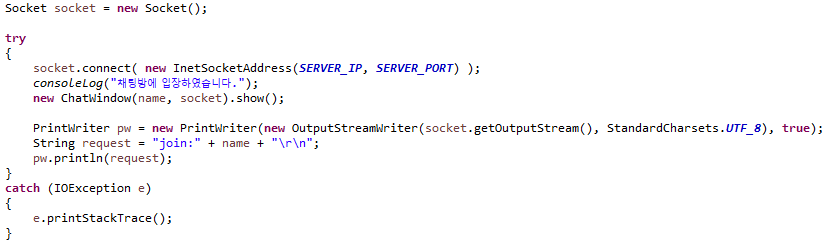 Socket socket = new Socket();
try
{
socket.connect( new InetSocketAddress(SERVER_IP, SERVER_PORT) );
consoleLog("채팅방에 입장하였습니다.");
new ChatWindow(name, socket).show();
PrintWriter pw = new PrintWriter(new OutputStreamWriter(socket.getOutputStream(), StandardCharsets.UTF_8), true);
String request = "join:" + name + "\r\n";
pw.println(request);
}
catch (IOException e)
{
e.printStackTrace();
}